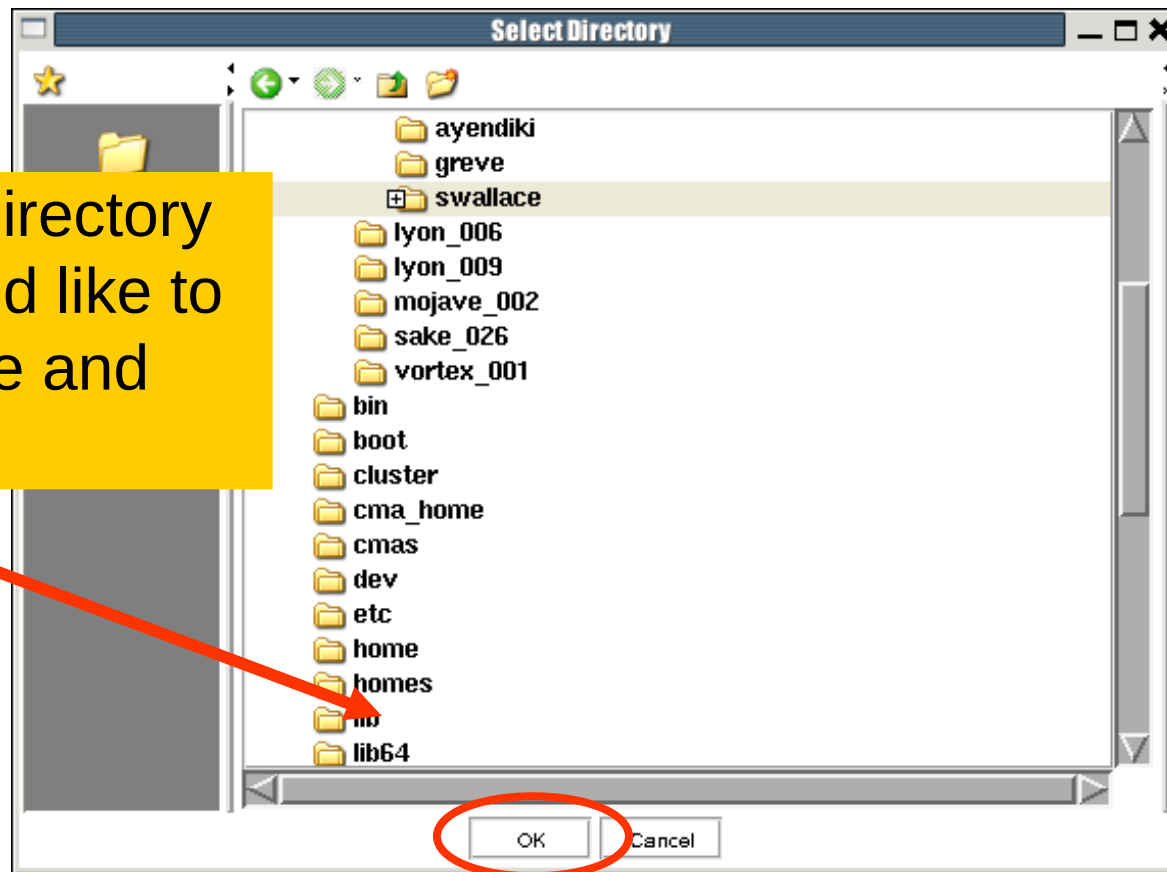 Select Directory
ayendiki
greve
swallace
irectory
d like to
e and
lyon_006
lyon_009
mojave_002
sake_026
vortex_001
bin
boot
cluster
cma_home
cmas
dev
etc
home
homes
lib
lib64
OK Cancel